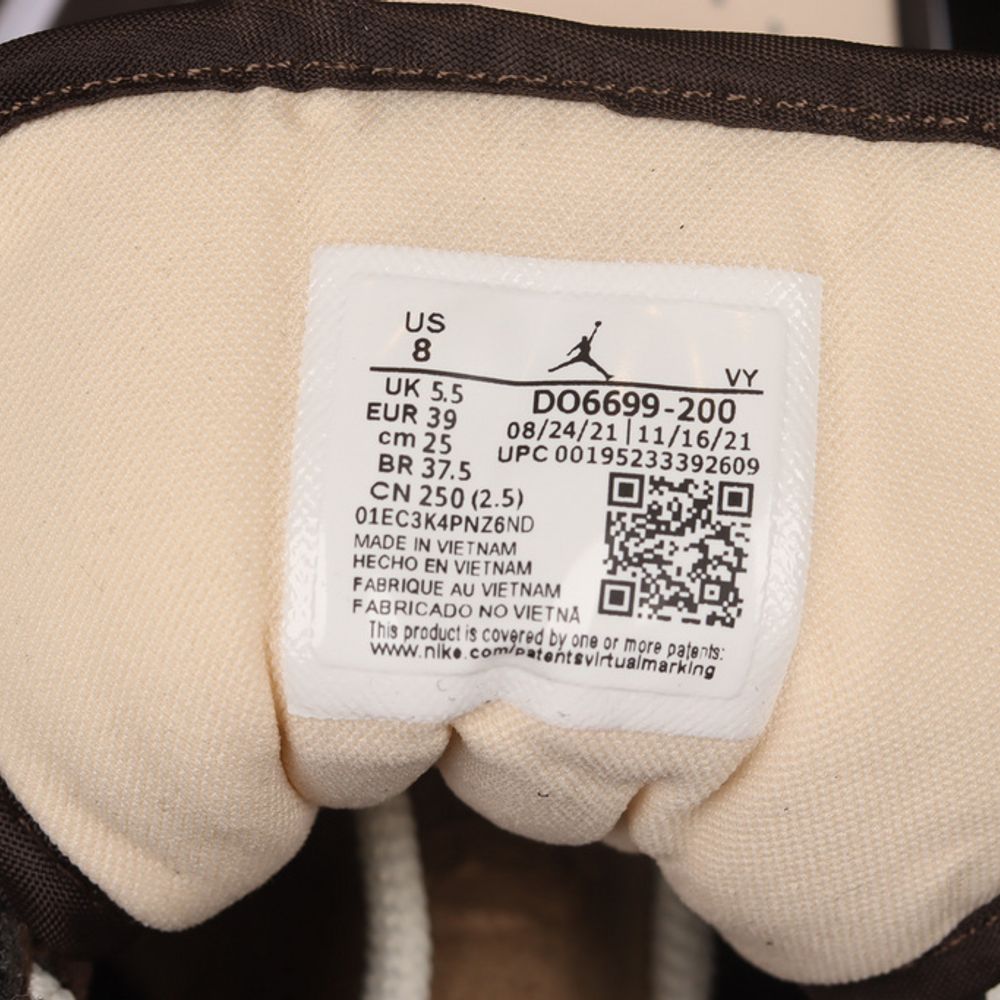 US
8
VY
UK 5.5
EUR 39
cm 25
BR 37.5
CN 250 (2.5)
DO6699-200
08/24/21 | 11/16/21
UPC 00195233392609
01EC3K4PNZ6ND
MADE IN VIETNAM
HECHO EN VIETNAM
FABRIQUE AU VIETNAM
FABRICADO NO VIETNÃ
This product is covered by one or more patents:
www.nike.com/patentsvirtualmarking